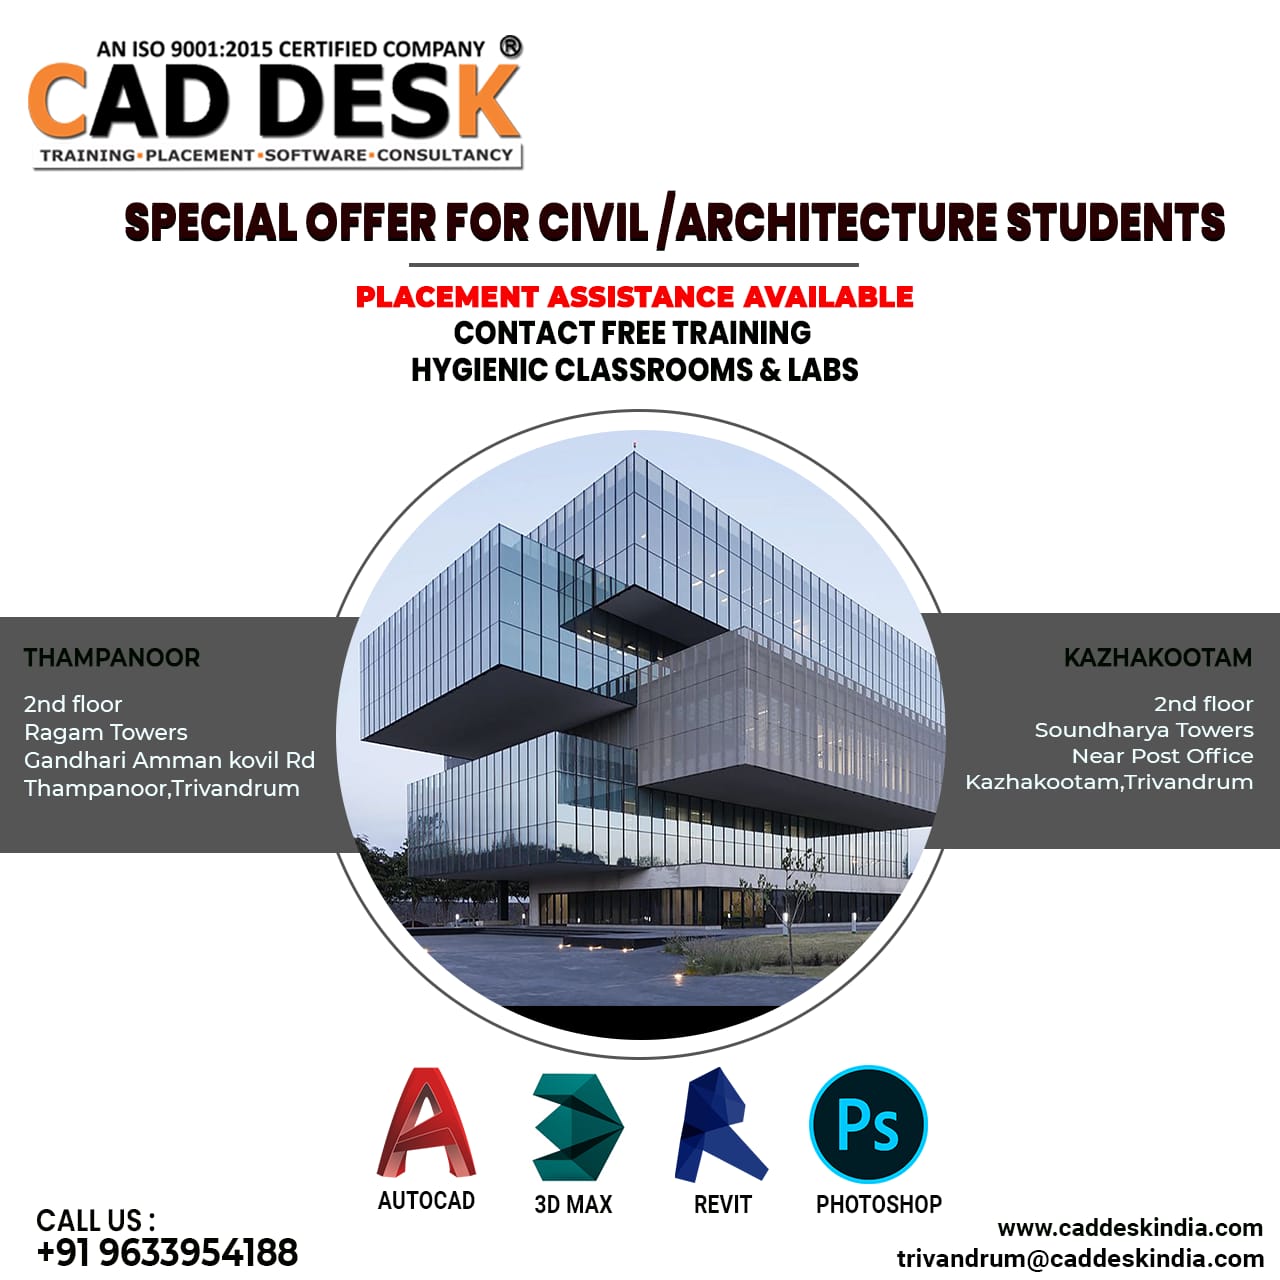 AN ISO 9001:2015 CERTIFIED COMPANY ®
CAD DESK
TRAINING▪PLACEMENT▪SOFTWARE▪CONSULTANCY
SPECIAL OFFER FOR CIVIL /ARCHITECTURE STUDENTS
PLACEMENT ASSISTANCE AVAILABLE
CONTACT FREE TRAINING
HYGIENIC CLASSROOMS & LABS
THAMPANOOR
2nd floor
Ragam Towers
Gandhari Amman kovil Rd
Thampanoor,Trivandrum
KAZHAKOOTAM
2nd floor
Soundharya Towers
Near Post Office
Kazhakootam,Trivandrum
Ps
AUTOCAD
3D MAX
REVIT
PHOTOSHOP
CALL US :
+91 9633954188
www.caddeskindia.com
trivandrum@caddeskindia.com